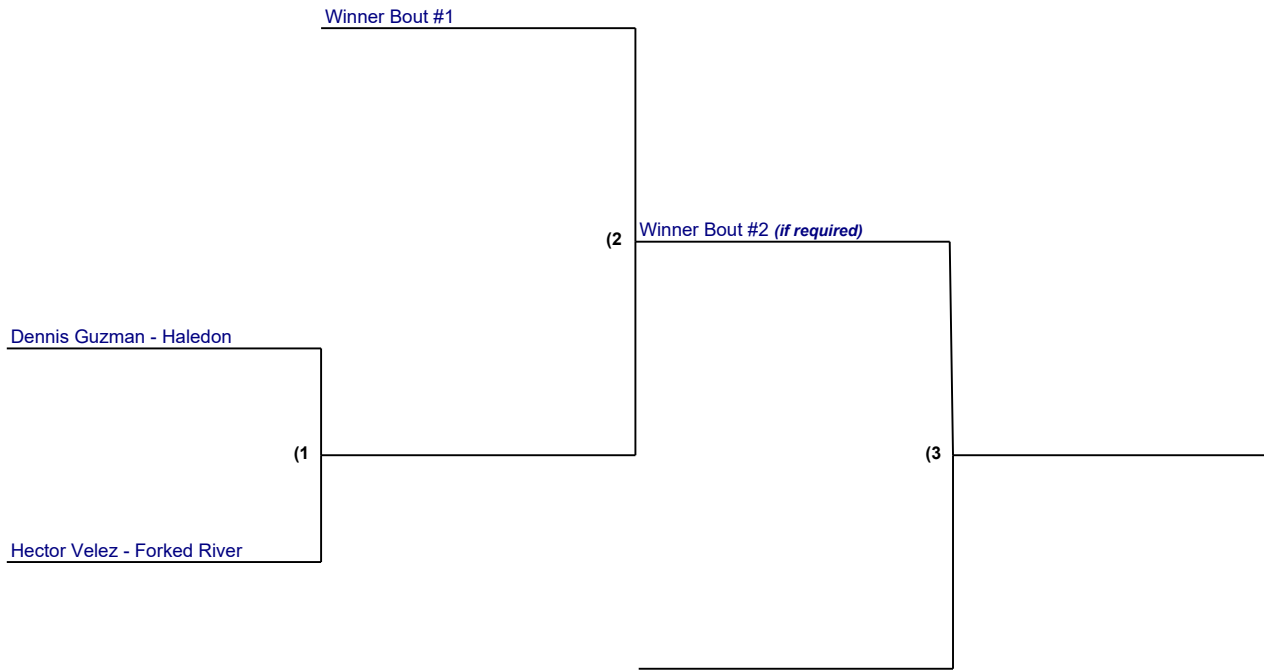 Winner Bout #1
(2
Winner Bout #2 (if required)
Dennis Guzman - Haledon
(1
(3
Hector Velez - Forked River